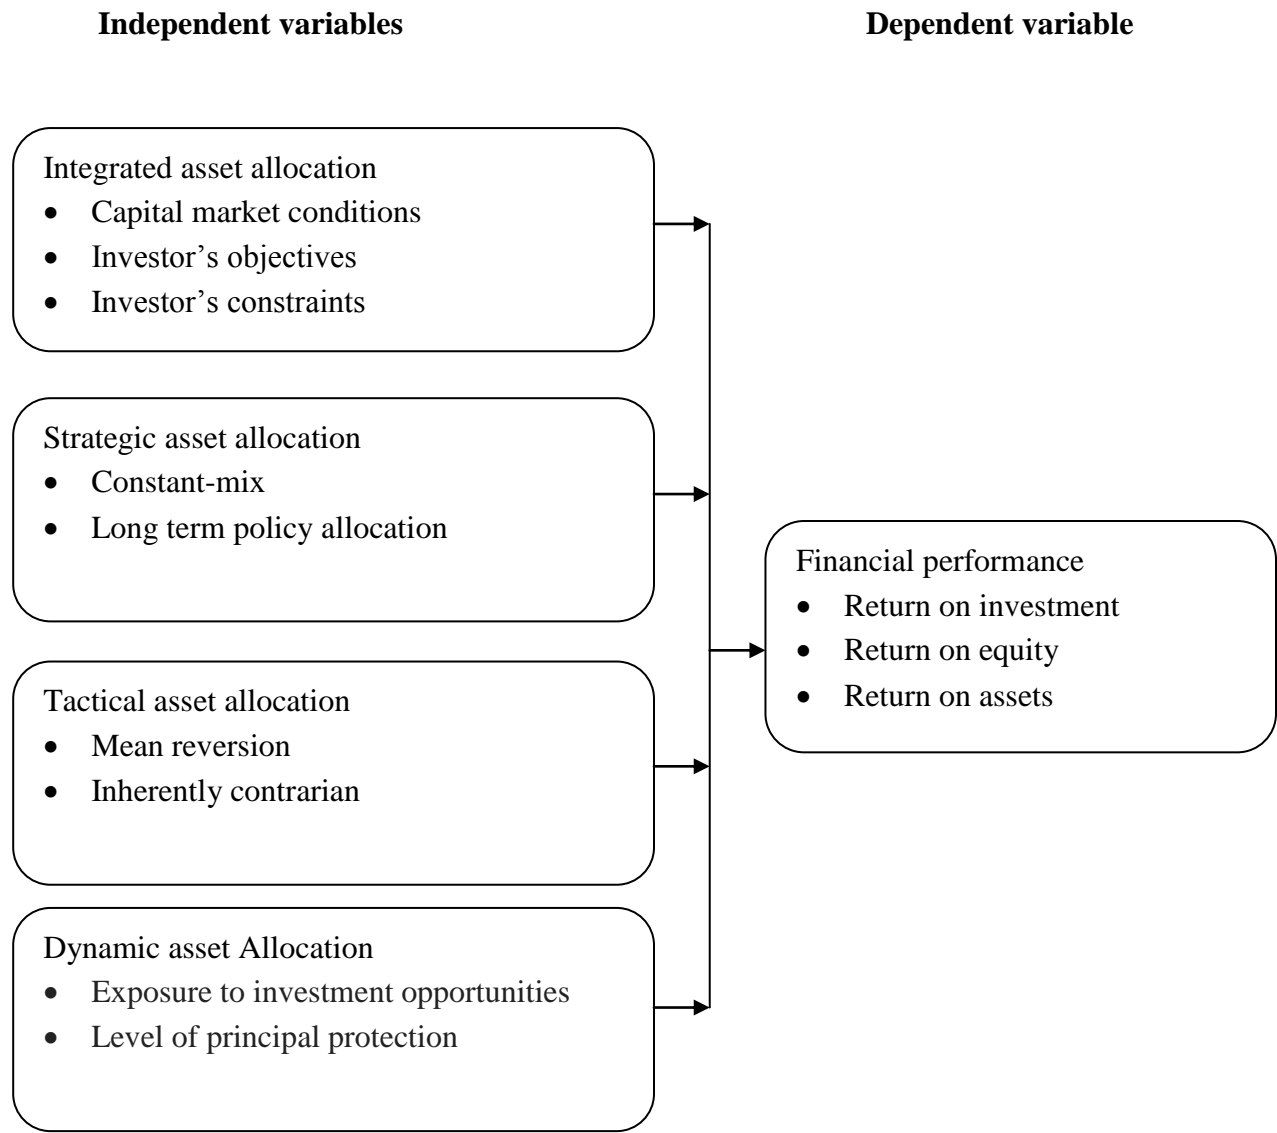 Independent variables
Dependent variable
Integrated asset allocation
• Capital market conditions
• Investor’s objectives
• Investor’s constraints
Strategic asset allocation
• Constant-mix
• Long term policy allocation
Tactical asset allocation
• Mean reversion
• Inherently contrarian
Dynamic asset Allocation
• Exposure to investment opportunities
• Level of principal protection
Financial performance
• Return on investment
• Return on equity
• Return on assets